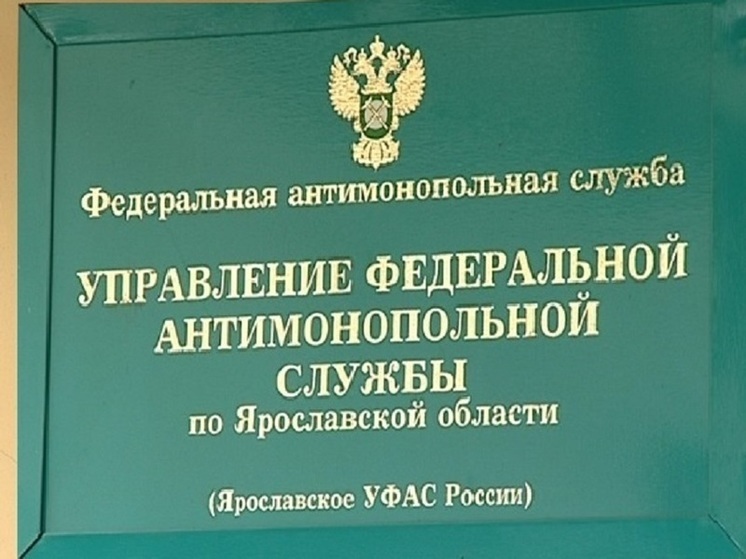 Федеральная антимонопольная служба
УПРАВЛЕНИЕ ФЕДЕРАЛЬНОЙ
АНТИМОНОПОЛЬНОЙ
СЛУЖБЫ
по Ярославской области
(Ярославское УФАС России)